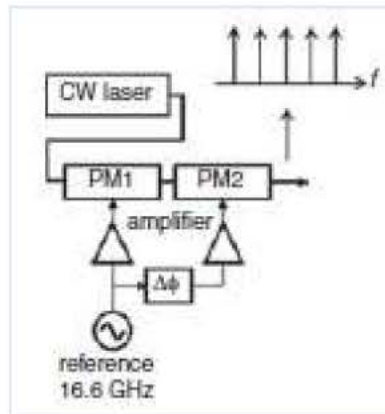 f
CW laser
PM1
PM2
amplifier
Δϕ
reference
16.6 GHz